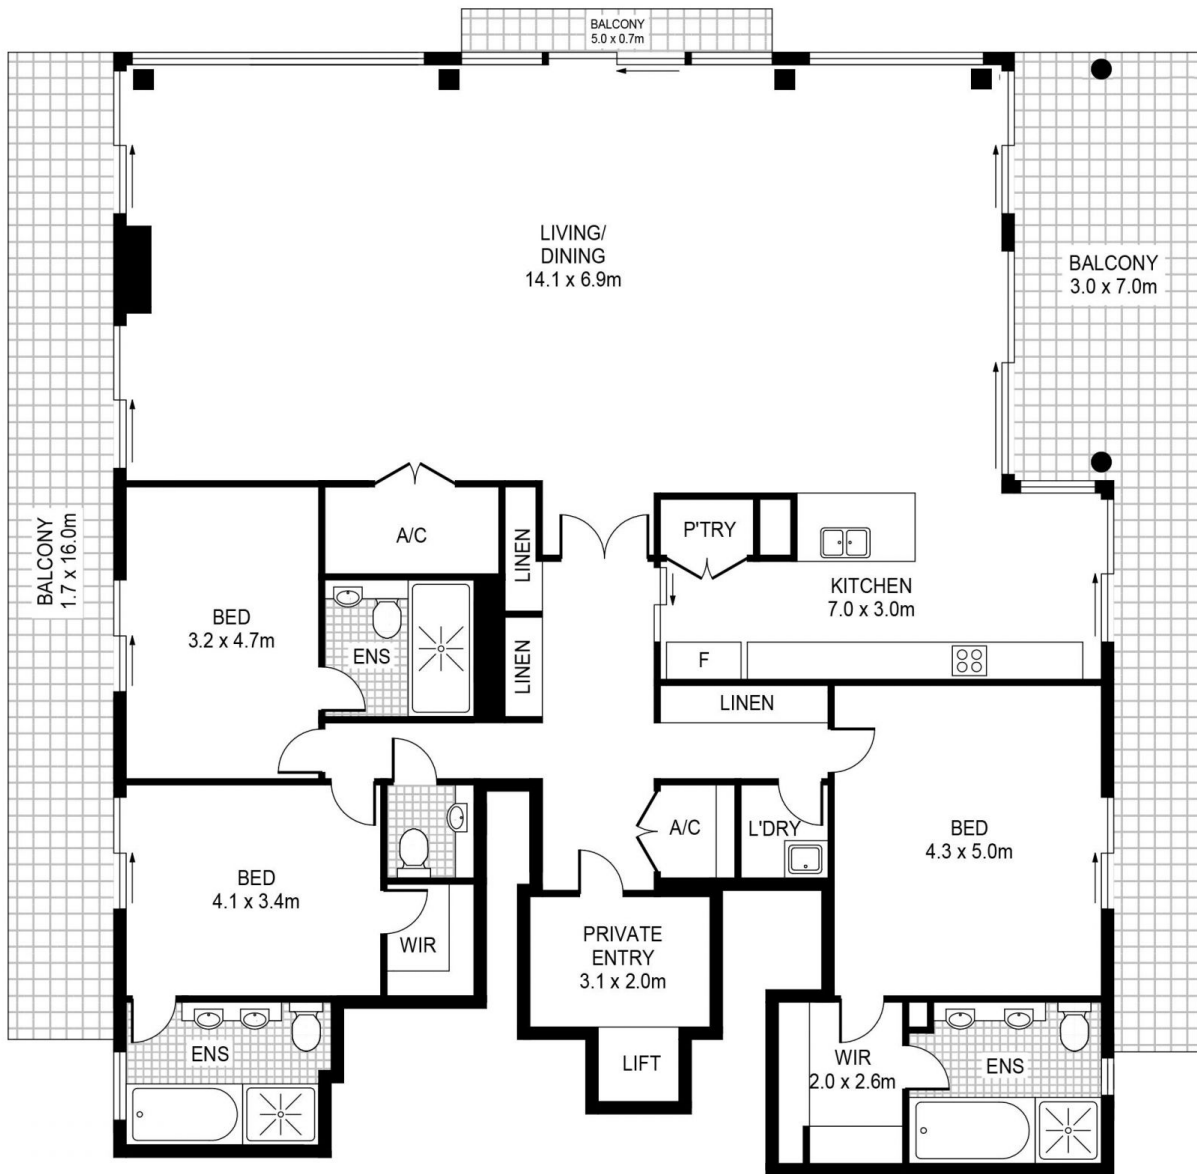 BALCONY
5.0 x 0.7m
LIVING/
DINING
14.1 x 6.9m
BALCONY
3.0 x 7.0m
BALCONY
1.7 x 16.0m
A/C
LINEN
P'TRY
KITCHEN
7.0 x 3.0m
BED
3.2 x 4.7m
ENS
LINEN
F
LINEN
BED
4.1 x 3.4m
A/C
L'DRY
BED
4.3 x 5.0m
WIR
PRIVATE
ENTRY
3.1 x 2.0m
ENS
LIFT
WIR
2.0 x 2.6m
ENS